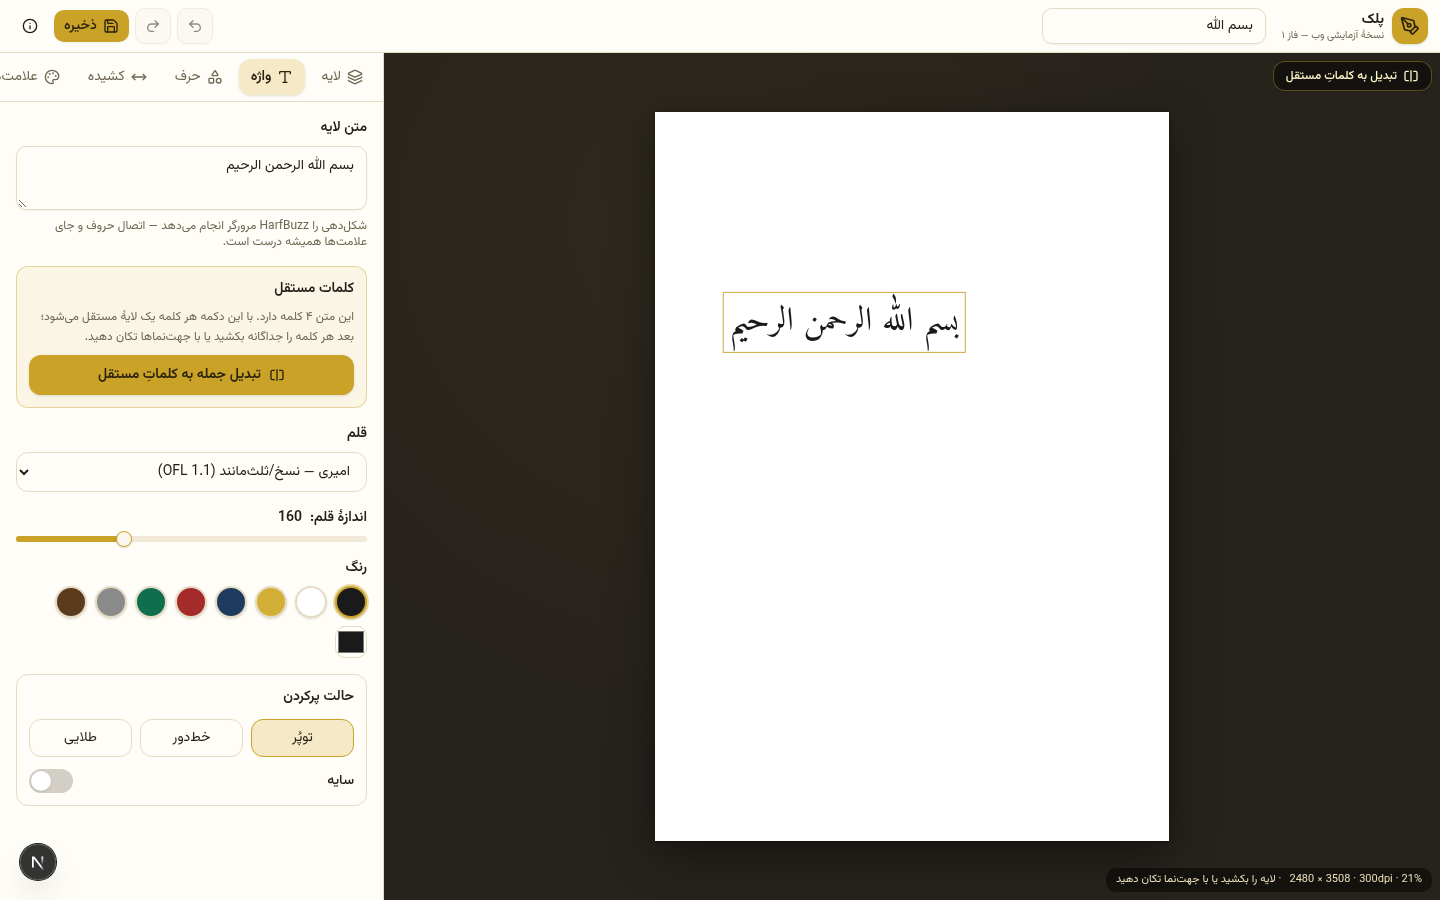 پلک
نسخهٔ آزمایشی وب — فاز ۱
بسم الله
ذخیره
تبدیل به کلماتِ مستقل
لایه
واژه
حرف
کشیده
علامت‌
متن لایه
بسم الله الرحمن الرحیم
شکل‌دهی را HarfBuzz مرورگر انجام می‌دهد — اتصال حروف و جای
علامت‌ها همیشه درست است.
کلمات مستقل
این متن ۴ کلمه دارد. با این دکمه هر کلمه یک لایهٔ مستقل می‌شود؛
بعد هر کلمه را جداگانه بکشید یا با جهت‌نماها تکان دهید.
تبدیل جمله به کلماتِ مستقل
قلم
امیری — نسخ/ثلث‌مانند (OFL 1.1)
اندازهٔ قلم: 160
رنگ
حالت پرکردن
توپُر
خط‌دور
طلایی
سایه
بسم الله الرحمن الرحیم
2480 × 3508 · 300dpi · 21% · لایه را بکشید یا با جهت‌نما تکان دهید
N